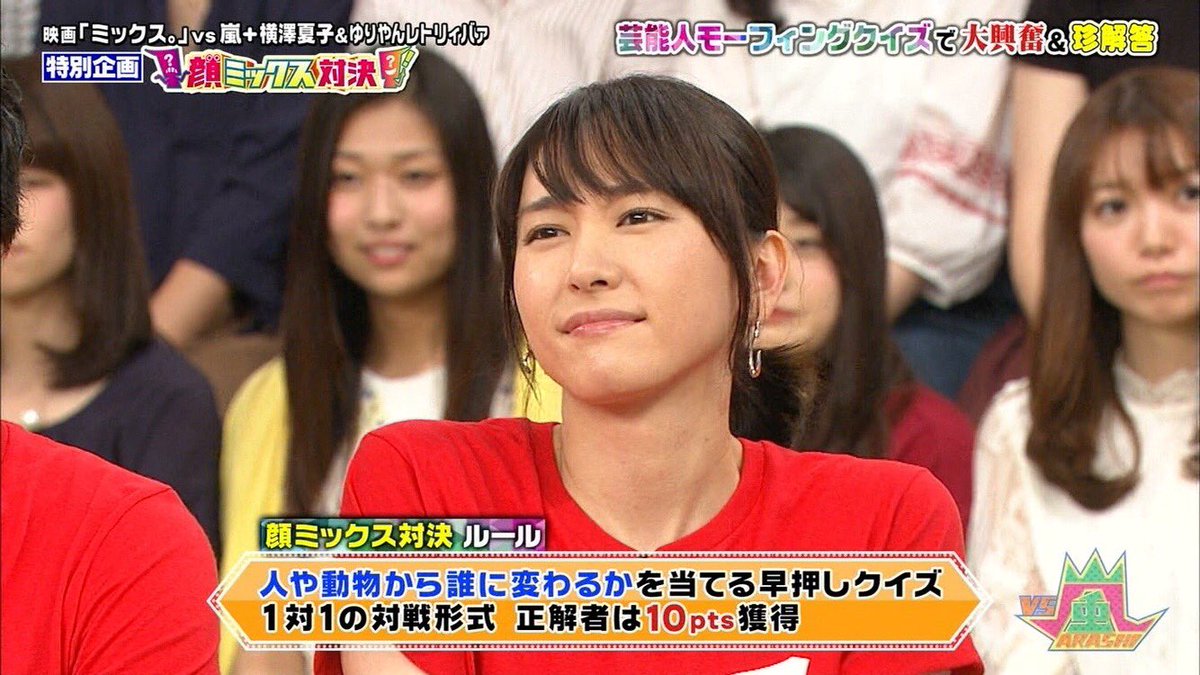 映画「ミックス。」vs 嵐+横澤夏子&ゆりやんレトリィバァ
特別企画 顔ミックス対決
芸能人モーフィングクイズで大興奮&珍解答
顔ミックス対決 ルール
人や動物から誰に変わるかを当てる早押しクイズ
1対1の対戦形式 正解者は10pts獲得
VS 嵐
ARASHI